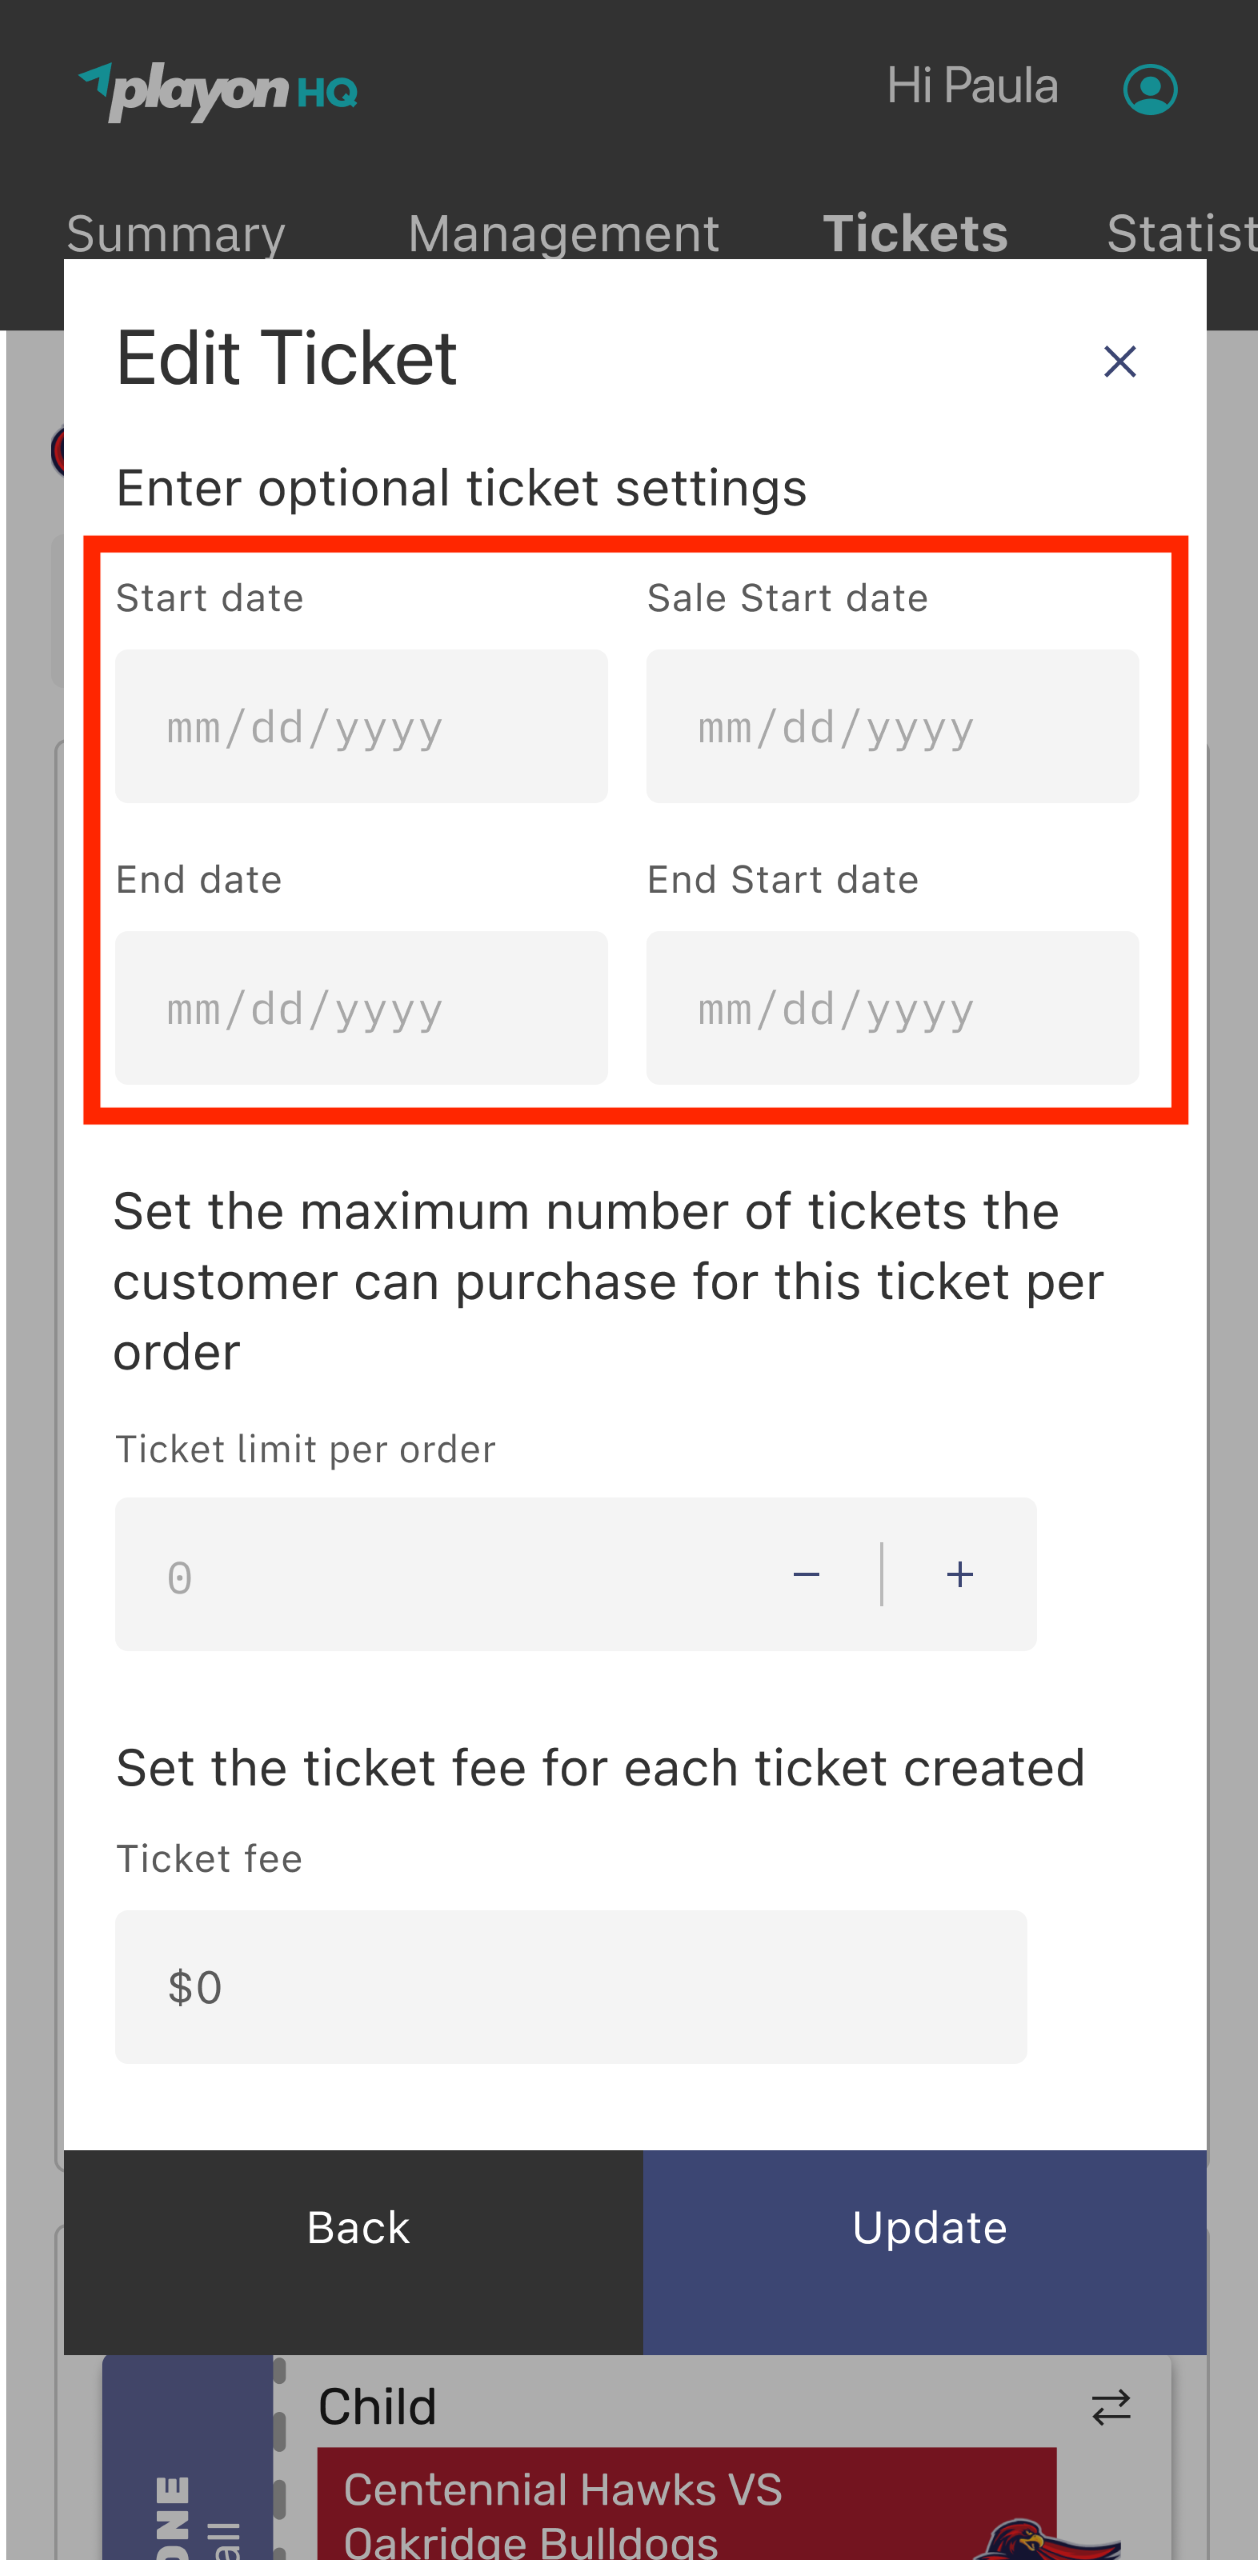 playon HQ
Hi Paula
Summary Management Tickets Statist
Edit Ticket
Enter optional ticket settings
Start date Sale Start date
mm/dd/yyyy mm/dd/yyyy
End date End Start date
mm/dd/yyyy mm/dd/yyyy
Set the maximum number of tickets the
customer can purchase for this ticket per
order
Ticket limit per order
0
Set the ticket fee for each ticket created
Ticket fee
$0
Back Update
Child
Centennial Hawks VS
Oakridge Bulldogs